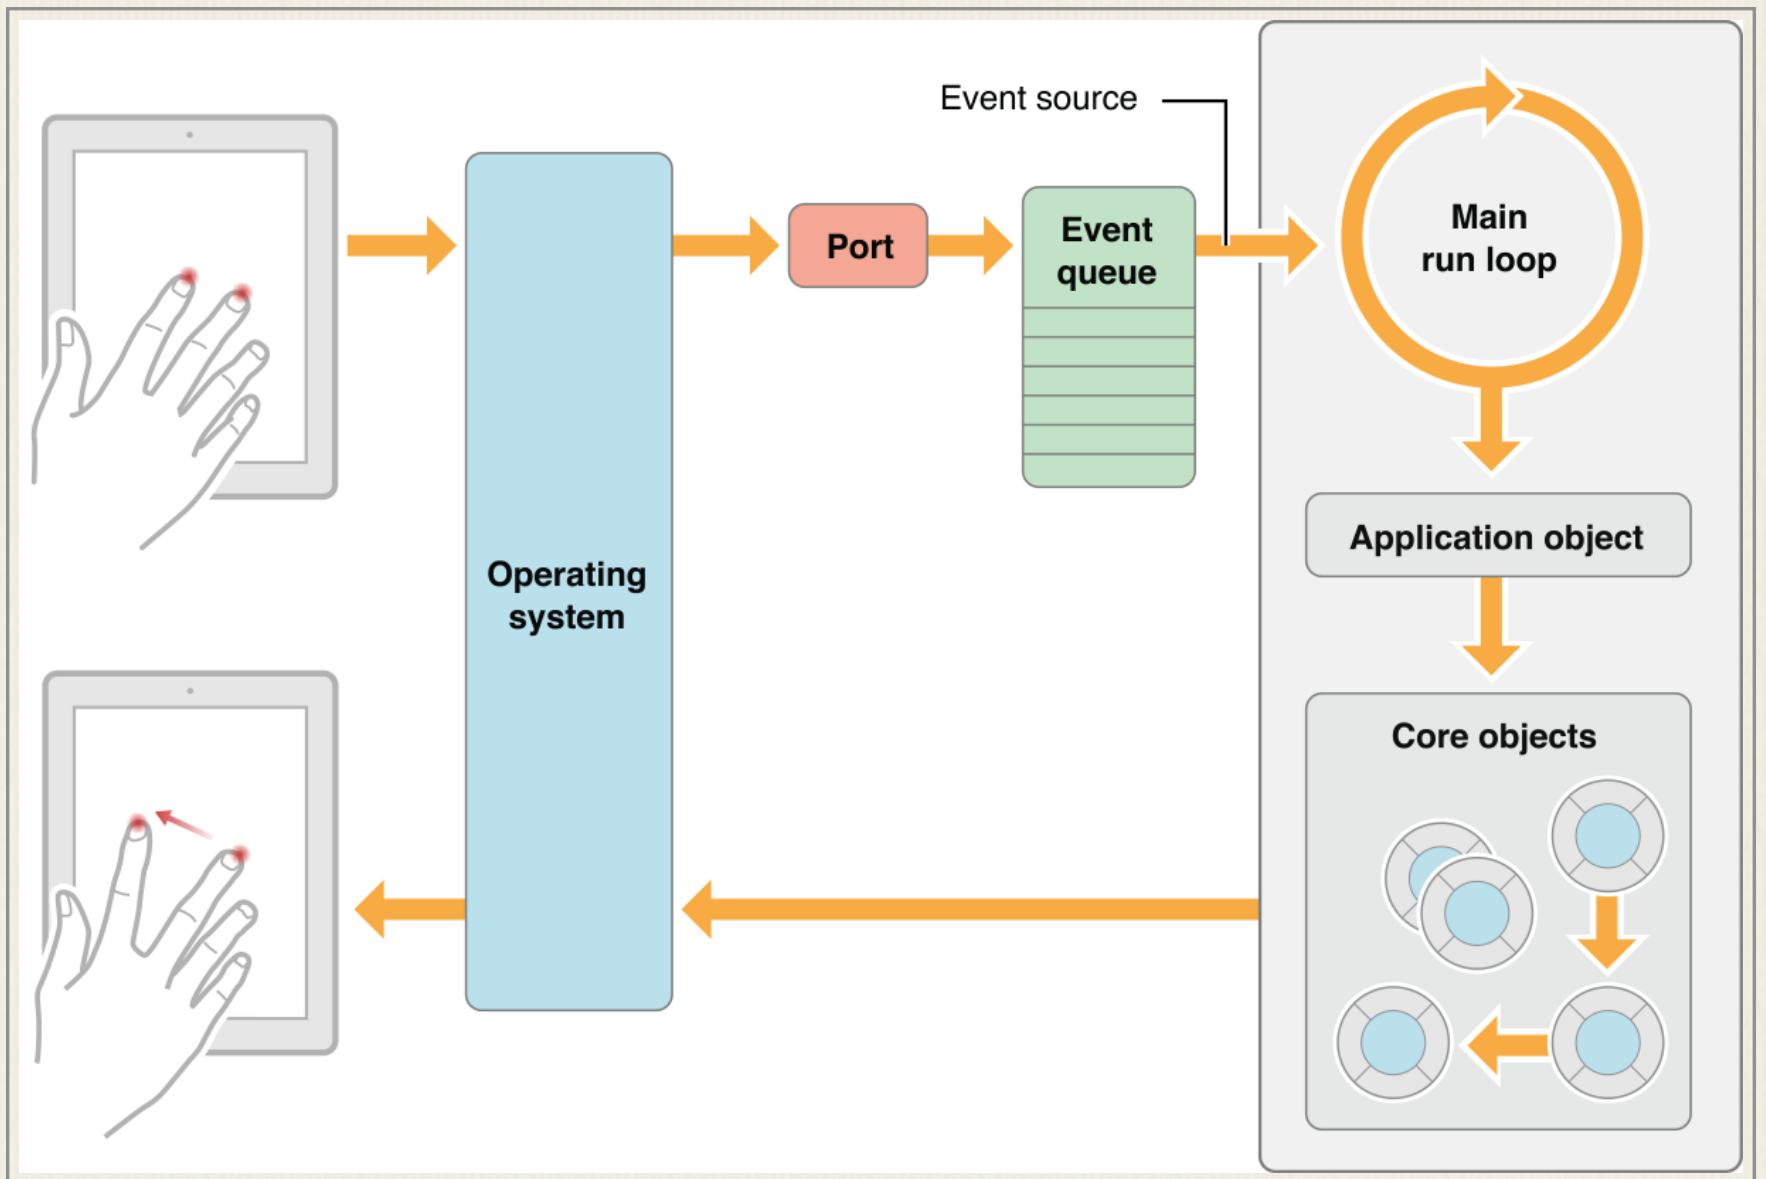 Event source
Main
run loop
Port
Event
queue
Application object
Operating
system
Core objects